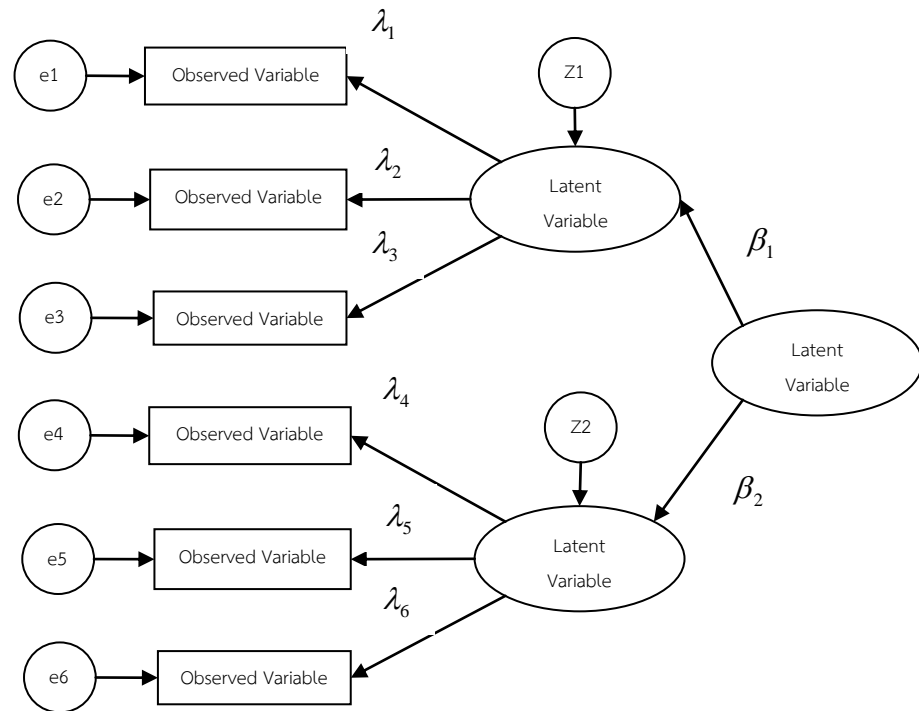 λ1
e1
Observed Variable
Z1
λ2
e2
Observed Variable
Latent
Variable
λ3
β1
e3
Observed Variable
Latent
Variable
λ4
e4
Observed Variable
Z2
β2
λ5
e5
Observed Variable
Latent
Variable
λ6
e6
Observed Variable